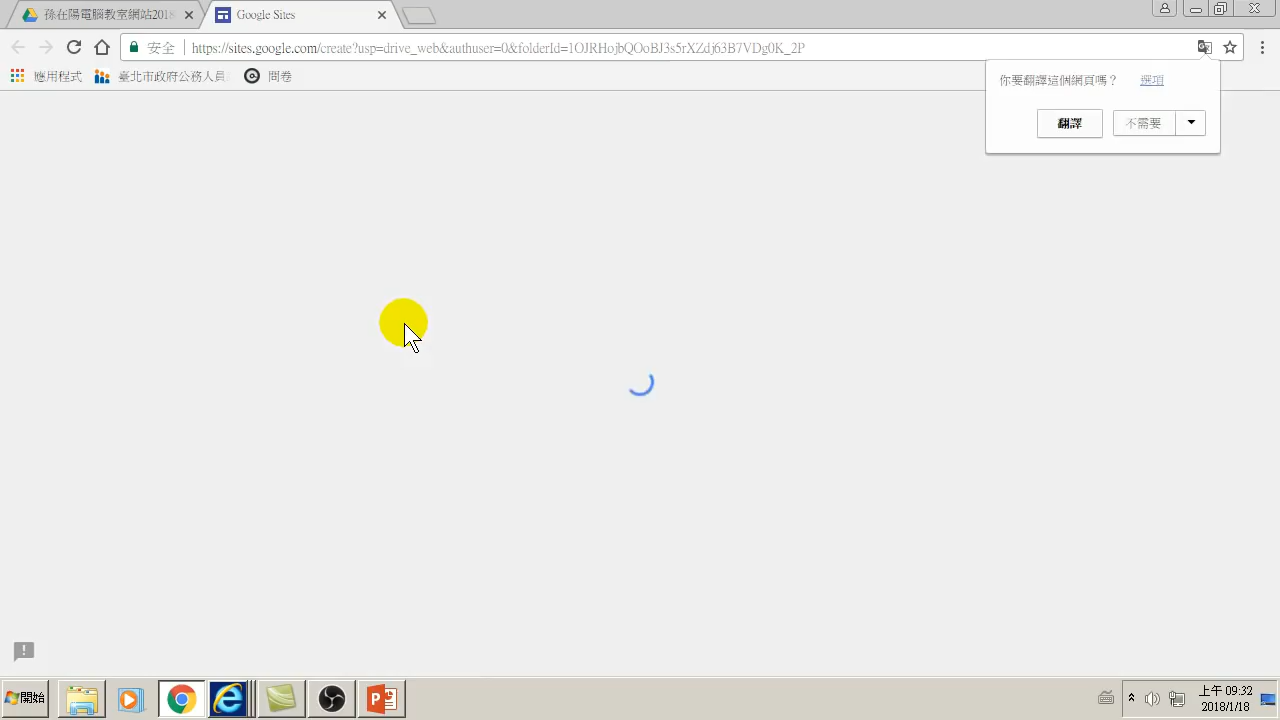 孫在陽電腦教室網站2018
Google Sites
安全
https://sites.google.com/create?usp=drive_web&authuser=0&folderId=1OJRHojbQOoBJ3s5rXZdj63B7VDg0K_2P
應用程式
臺北市政府公務人員
問卷
你要翻譯這個網頁嗎？
選項
翻譯
不需要
開始
上午 09:32
2018/1/18